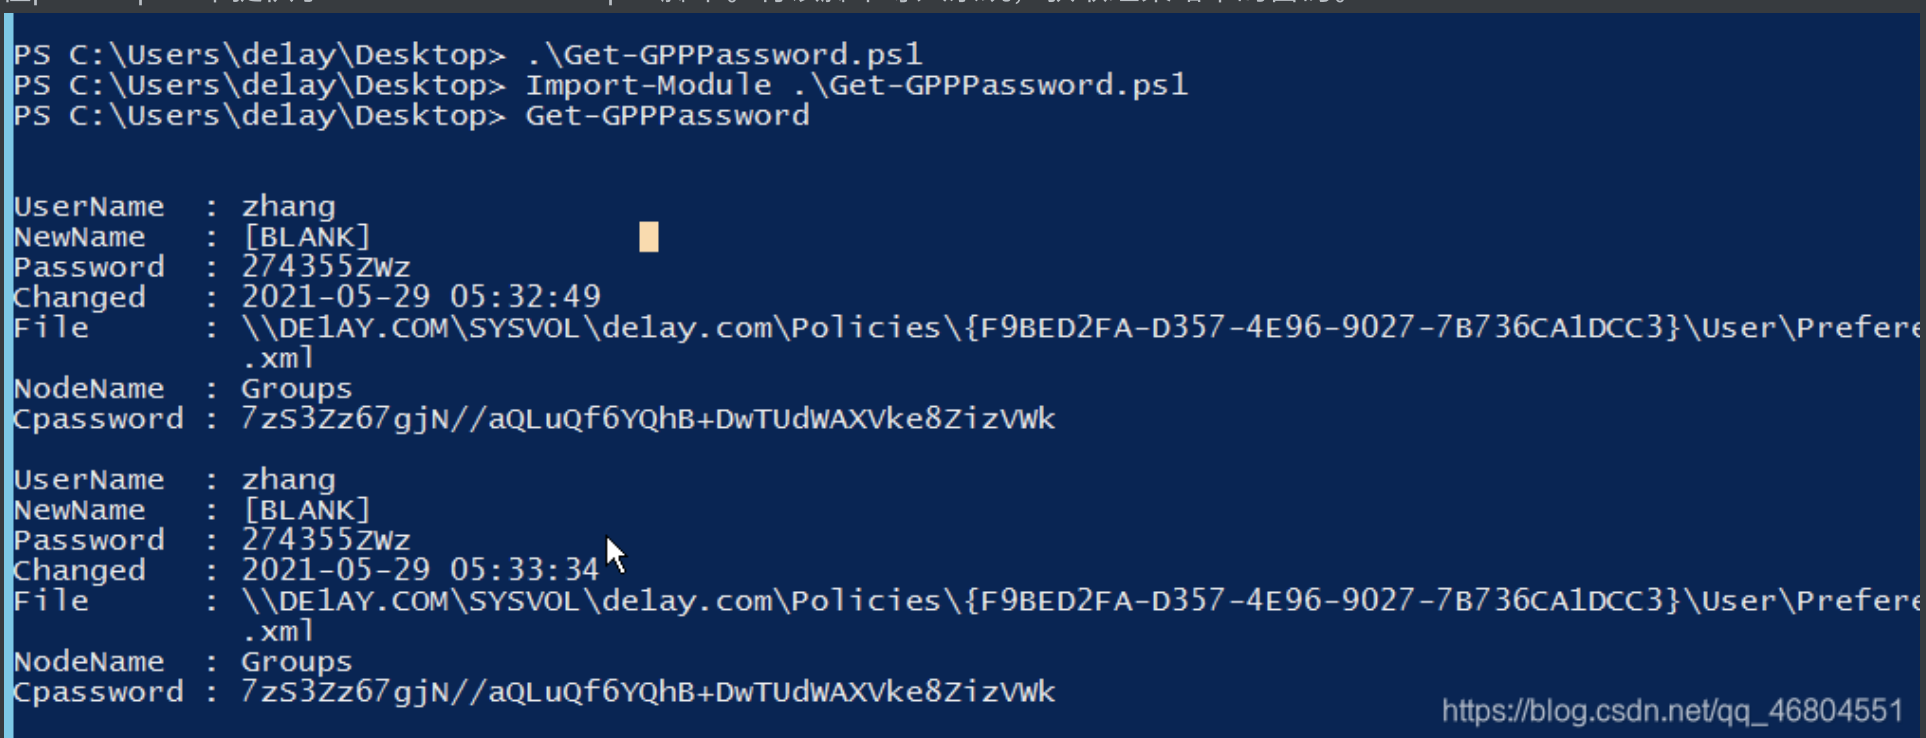 PS C:\Users\de1ay\Desktop> .\Get-GPPPassword.ps1
PS C:\Users\de1ay\Desktop> Import-Module .\Get-GPPPassword.ps1
PS C:\Users\de1ay\Desktop> Get-GPPPassword
UserName : zhang
NewName : [BLANK]
Password : 274355ZWz
Changed : 2021-05-29 05:32:49
File : \\DE1AY.COM\SYSVOL\de1ay.com\Policies\{F9BED2FA-D357-4E96-9027-7B736CA1DCC3}\User\Prefere
.xml
NodeName : Groups
Cpassword : 7zS3Zz67gjN//aQLuQf6YQhB+DwTUdWAXVke8ZizVWk
UserName : zhang
NewName : [BLANK]
Password : 274355ZWz
Changed : 2021-05-29 05:33:34
File : \\DE1AY.COM\SYSVOL\de1ay.com\Policies\{F9BED2FA-D357-4E96-9027-7B736CA1DCC3}\User\Prefere
.xml
NodeName : Groups
Cpassword : 7zS3Zz67gjN//aQLuQf6YQhB+DwTUdWAXVke8ZizVWk
https://blog.csdn.net/qq_46804551